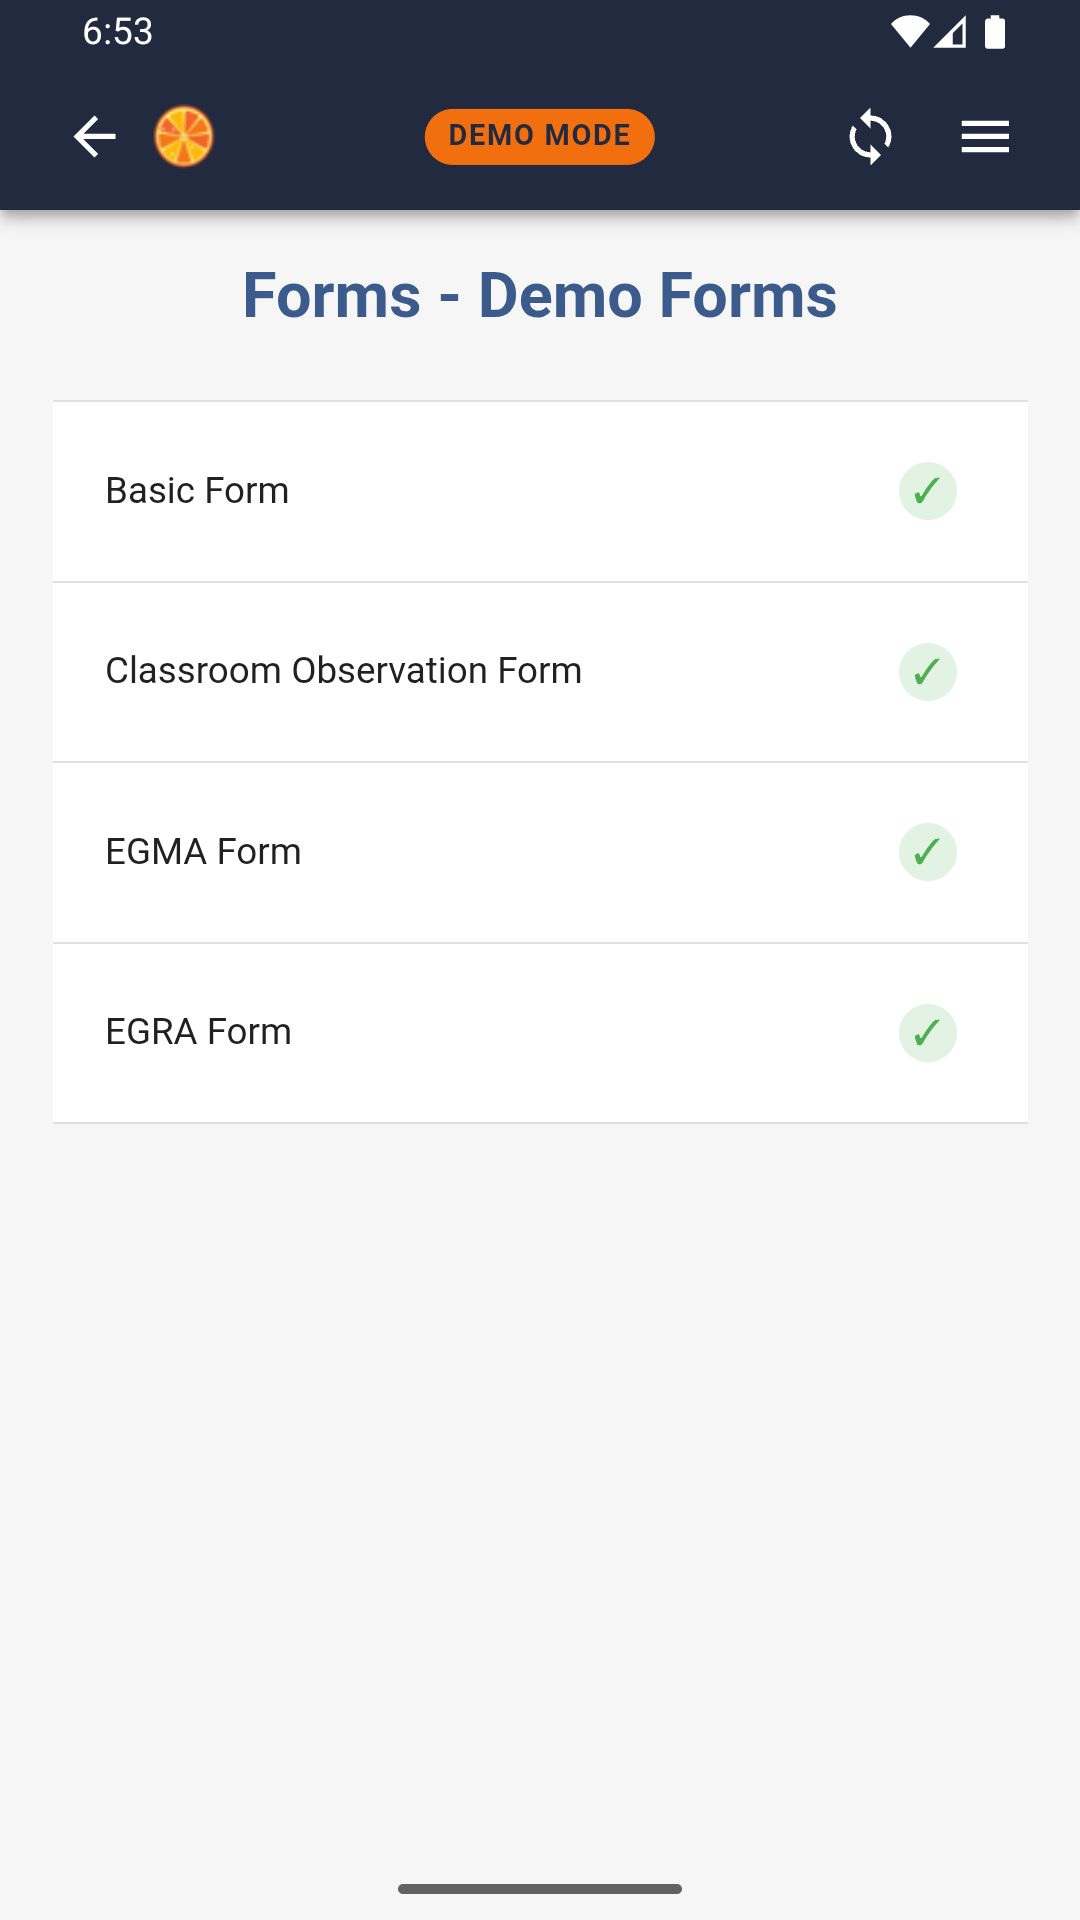 6:53
DEMO MODE
Forms - Demo Forms
Basic Form
✓
Classroom Observation Form
✓
EGMA Form
✓
EGRA Form
✓